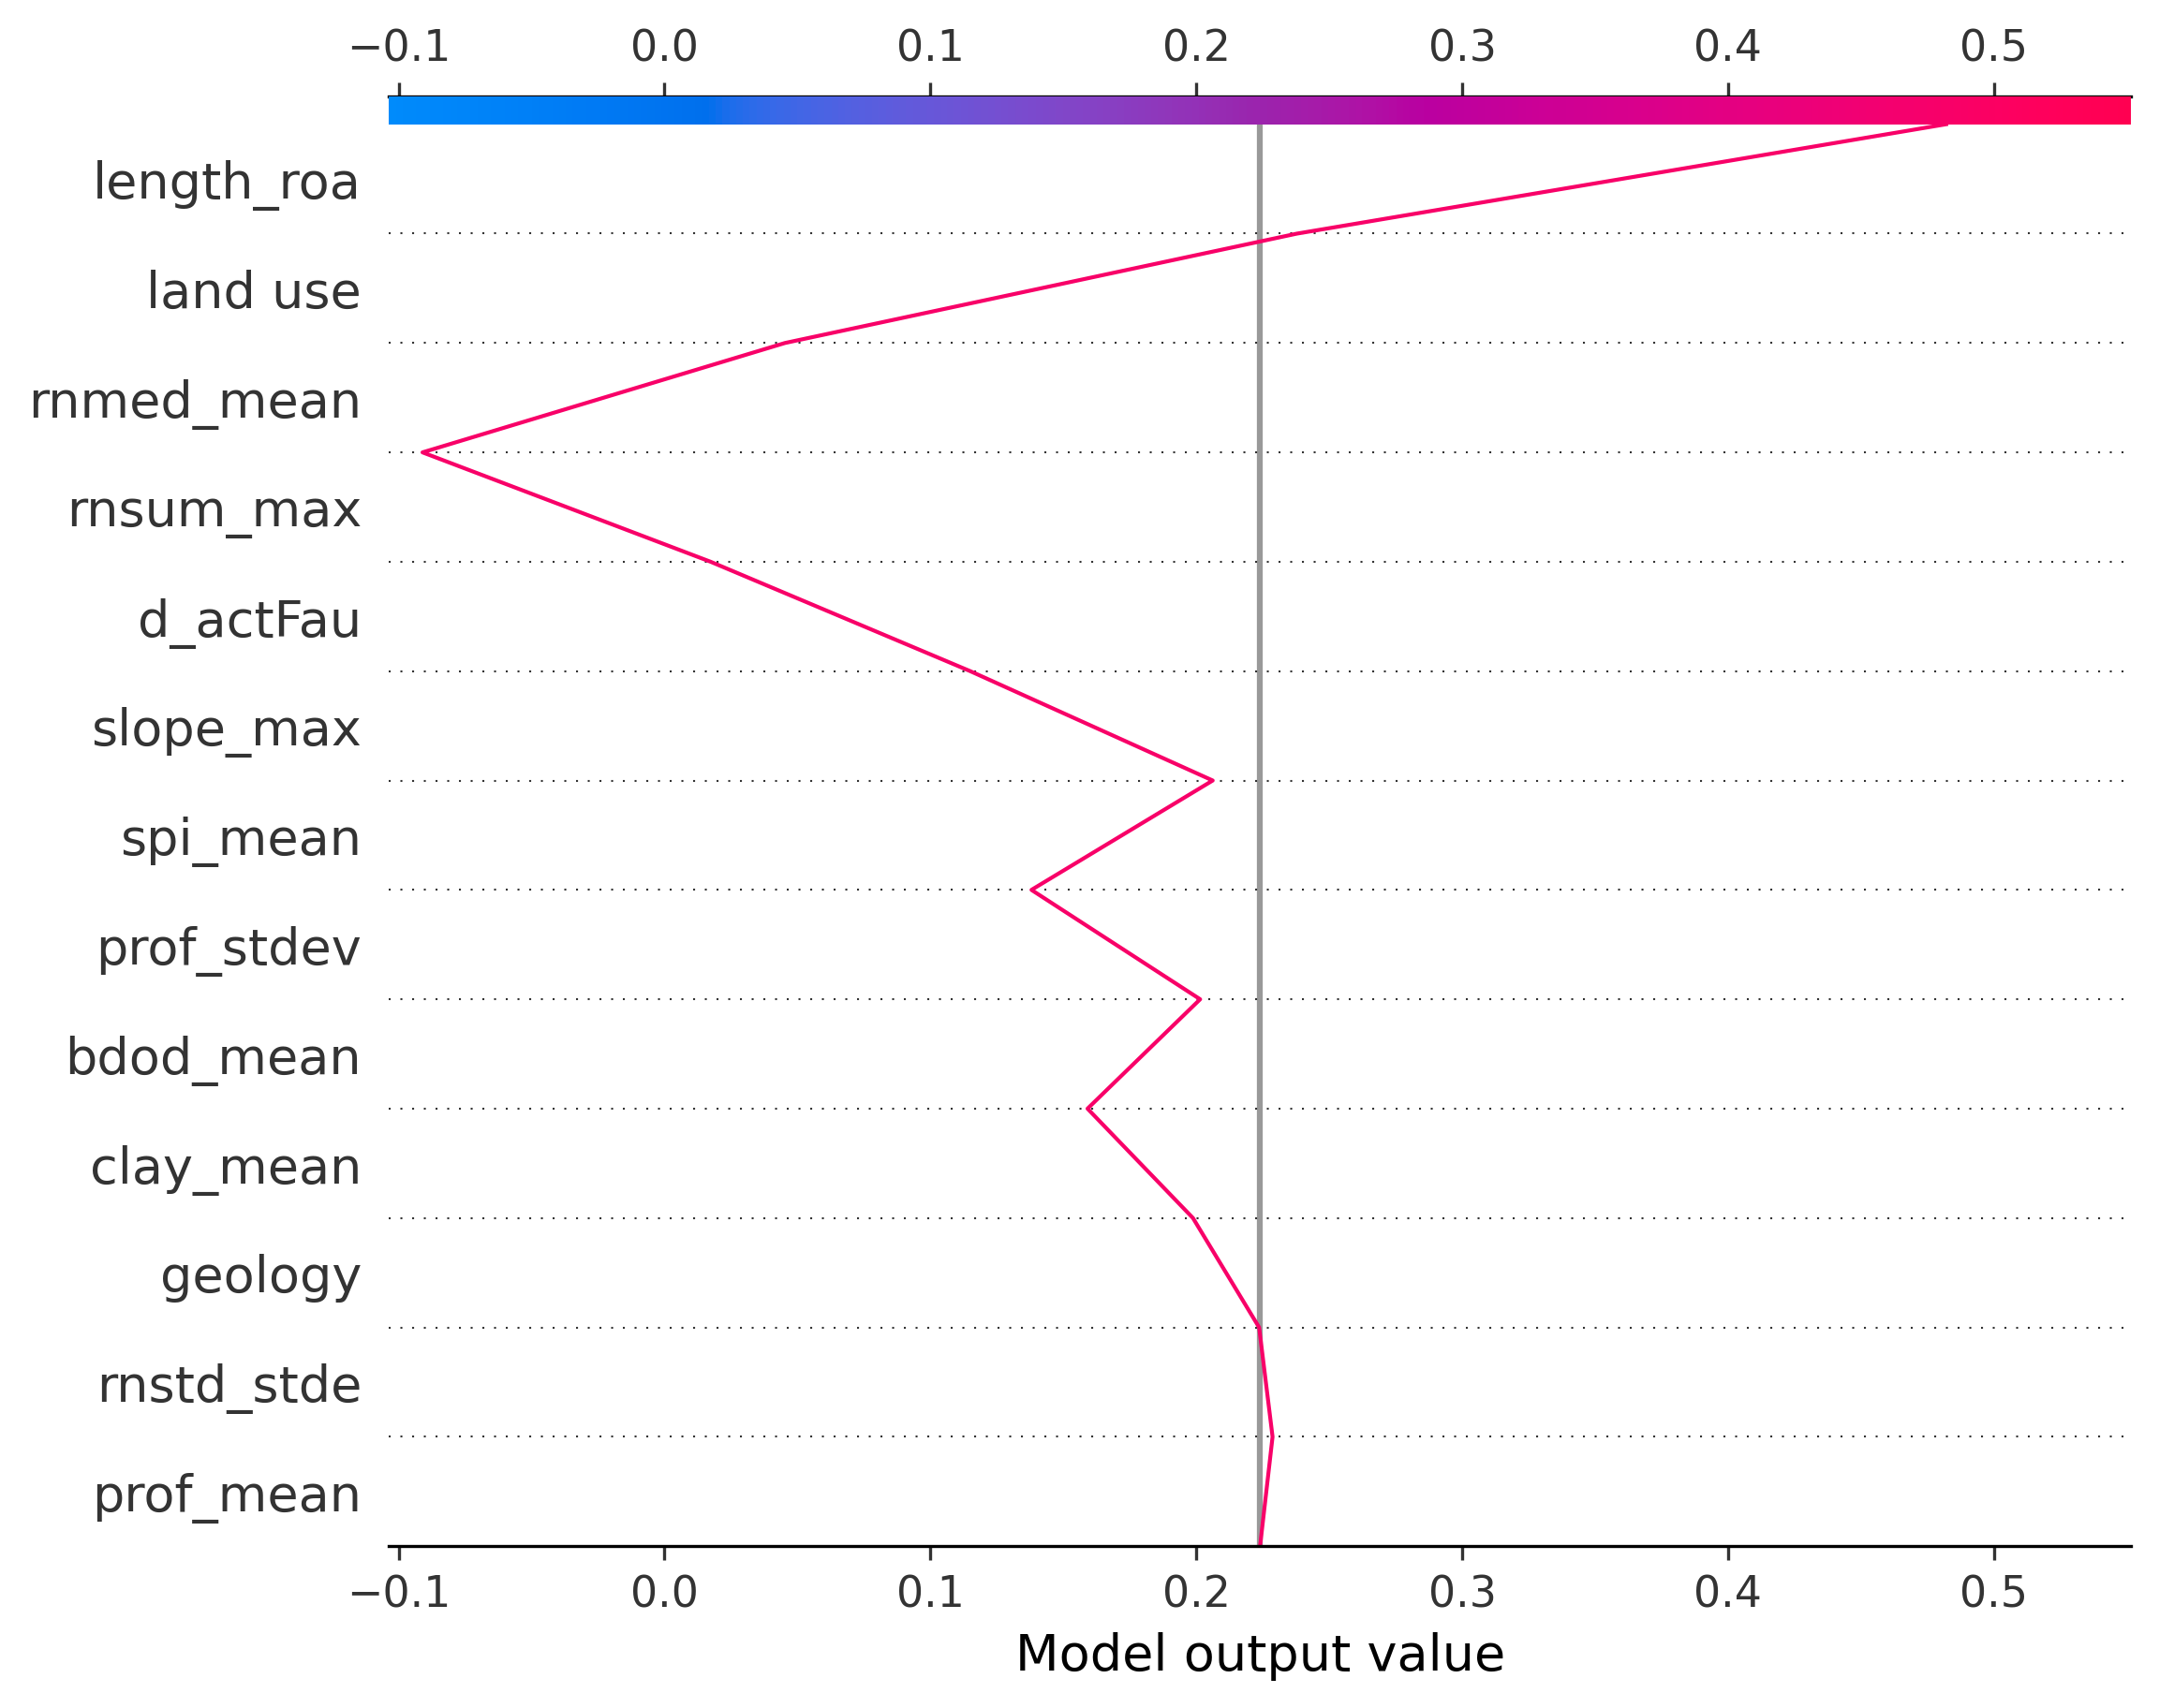 −0.1 0.0 0.1 0.2 0.3 0.4 0.5
length_roa
land use
rnmed_mean
rnsum_max
d_actFau
slope_max
spi_mean
prof_stdev
bdod_mean
clay_mean
geology
rnstd_stde
prof_mean
−0.1 0.0 0.1 0.2 0.3 0.4 0.5
Model output value